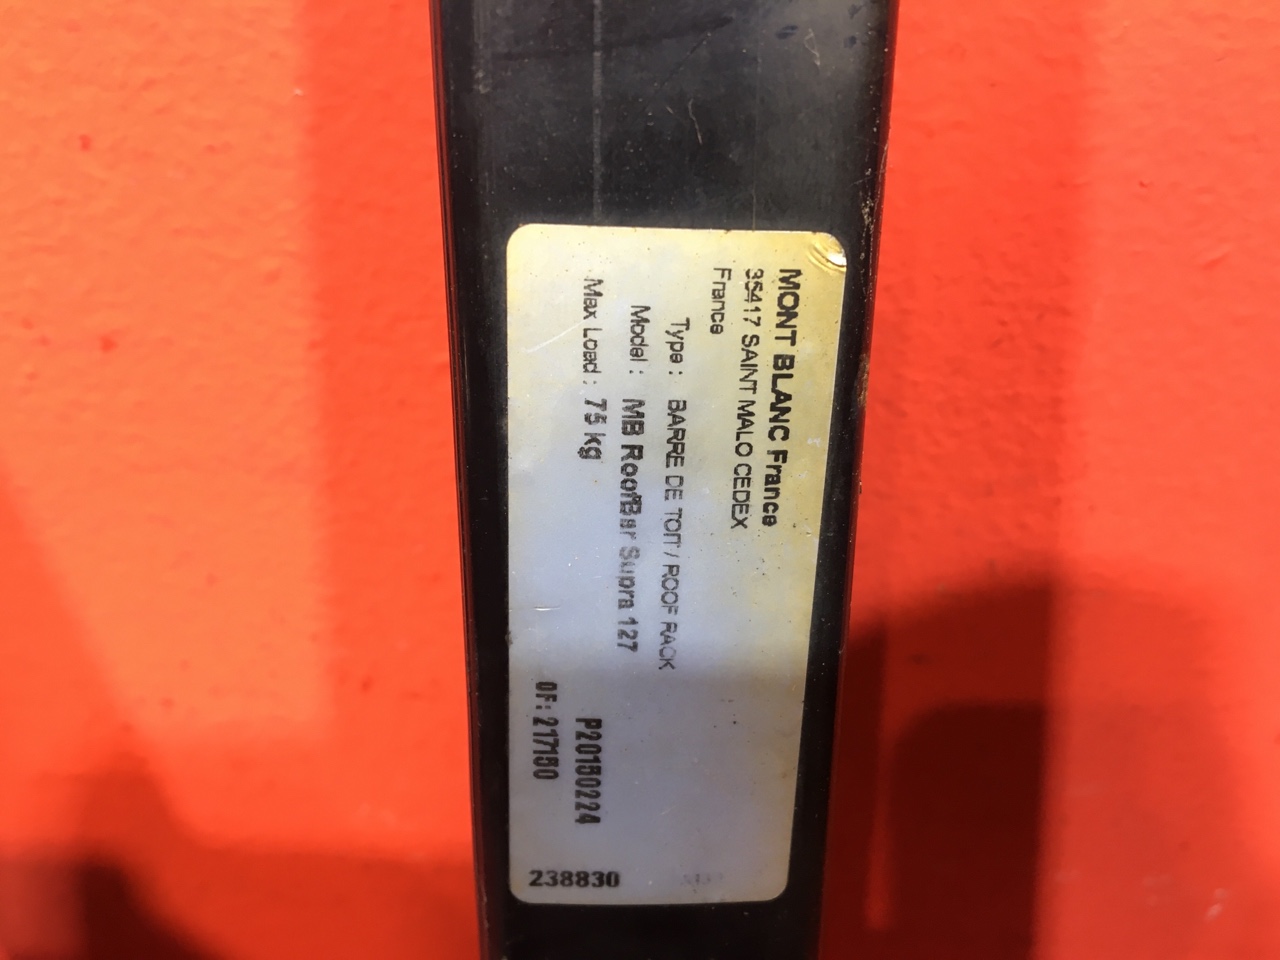 MONT BLANC France
35417 SAINT MALO CEDEX
France
Type : BARRE DE TOIT / ROOF RACK
Model : MB RoofBar Supra 127
Max Load : 75 kg
P20150224
OF: 217150
238830